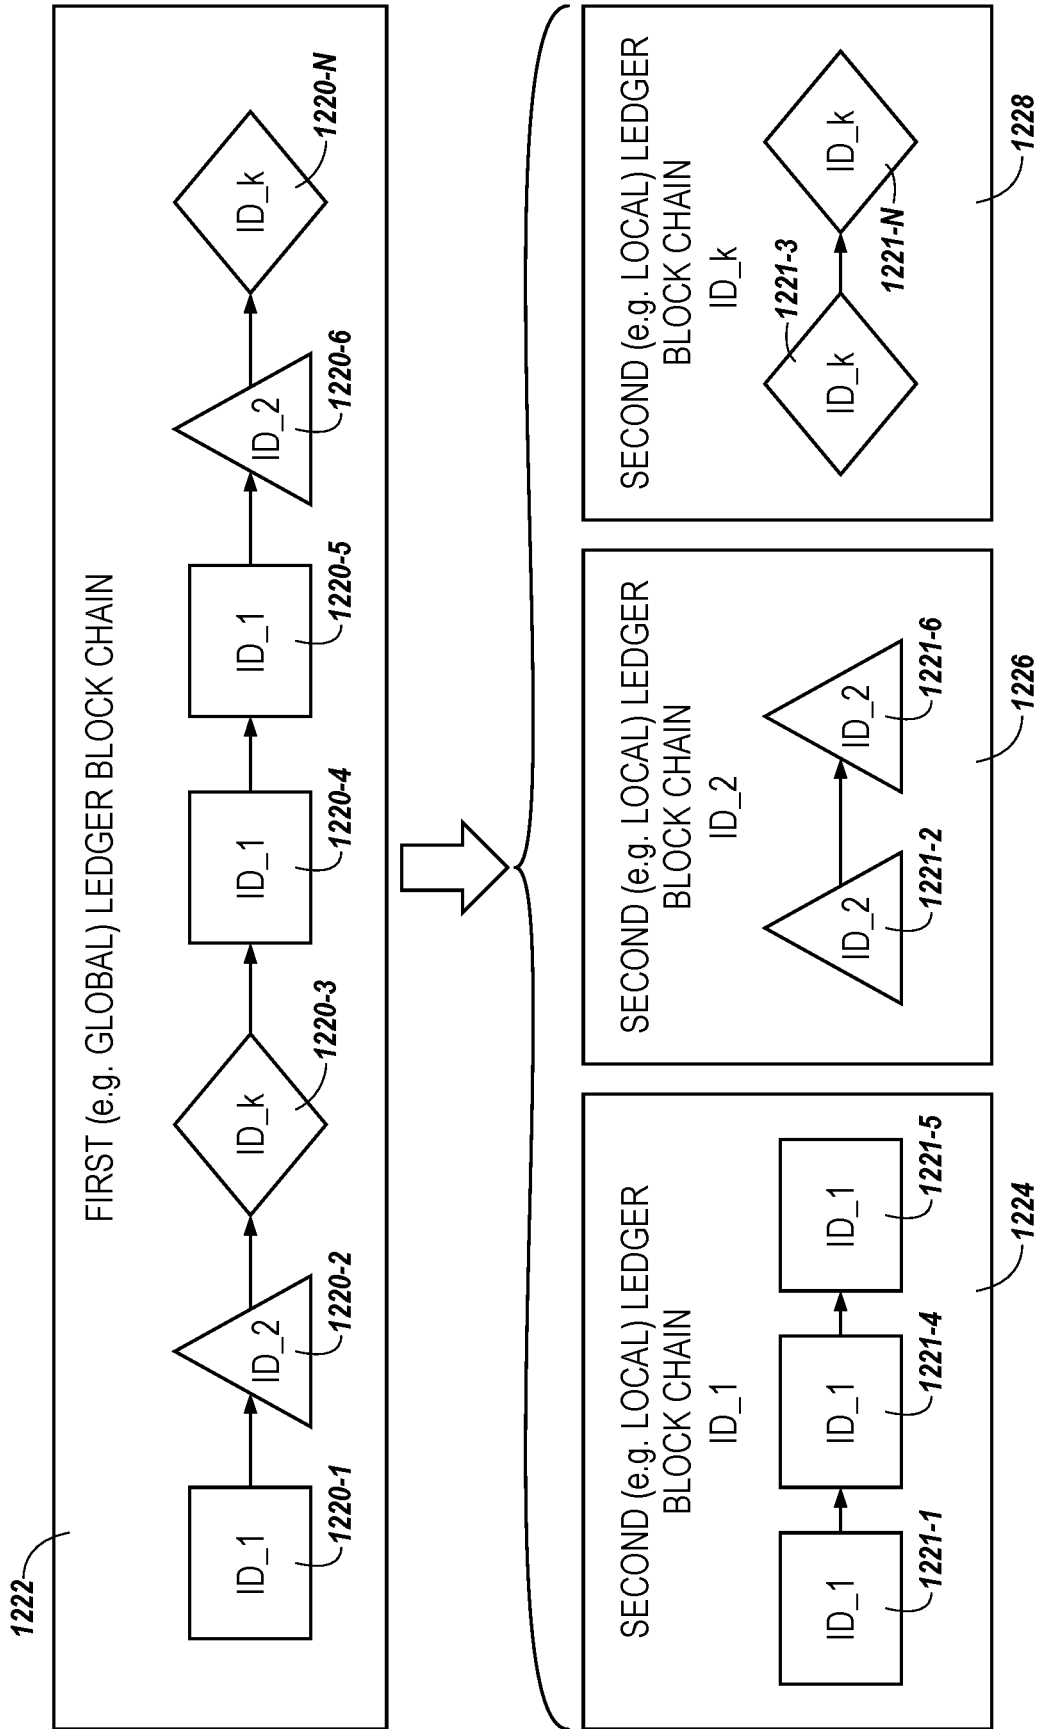 1222
FIRST (e.g. GLOBAL) LEDGER BLOCK CHAIN
ID_1
1220-1
ID_2
1220-2
ID_k
1220-3
ID_1
1220-4
ID_1
1220-5
ID_2
1220-6
ID_k
1220-N
SECOND (e.g. LOCAL) LEDGER
BLOCK CHAIN
ID_1
ID_1
1221-1
ID_1
1221-4
ID_1
1221-5
1224
SECOND (e.g. LOCAL) LEDGER
BLOCK CHAIN
ID_2
ID_2
1221-2
ID_2
1221-6
1226
SECOND (e.g. LOCAL) LEDGER
BLOCK CHAIN
ID_k
ID_k
1221-3
ID_k
1221-N
1228